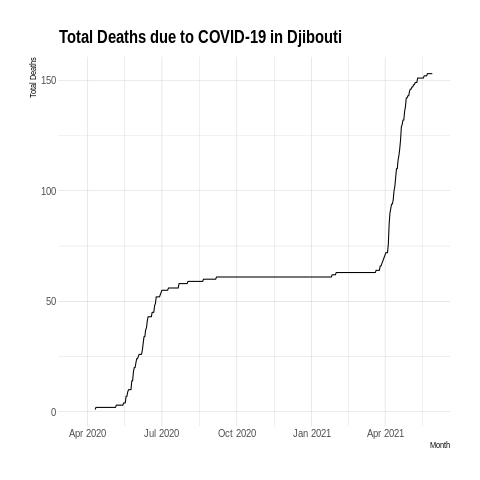 Total Deaths due to COVID-19 in Djibouti
Total Deaths
150
100
50
0
Apr 2020 Jul 2020 Oct 2020 Jan 2021 Apr 2021
Month